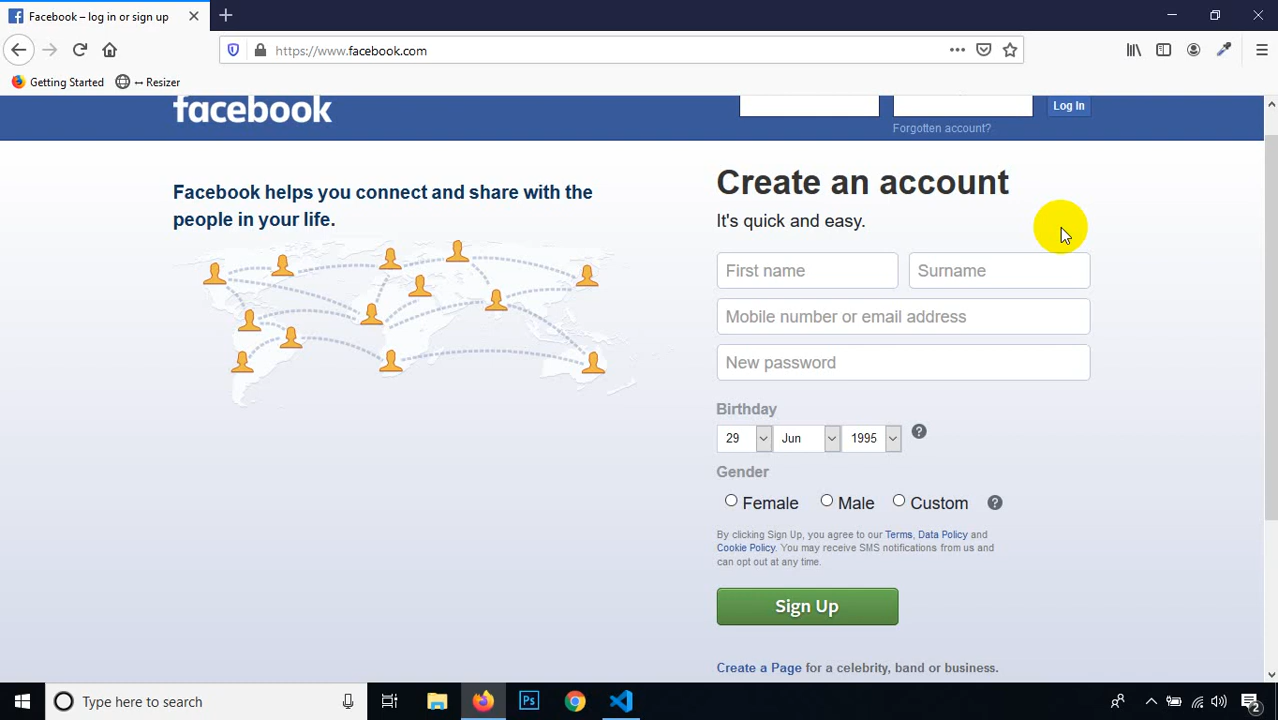 Facebook – log in or sign up
https://www.facebook.com
Getting Started
↔ Resizer
facebook
Log In
Forgotten account?
Facebook helps you connect and share with the
people in your life.
Create an account
It's quick and easy.
First name
Surname
Mobile number or email address
New password
Birthday
29
Jun
1995
?
Gender
Female
Male
Custom
?
By clicking Sign Up, you agree to our Terms, Data Policy and
Cookie Policy. You may receive SMS notifications from us and
can opt out at any time.
Sign Up
Create a Page for a celebrity, band or business.
Type here to search
Ps
2